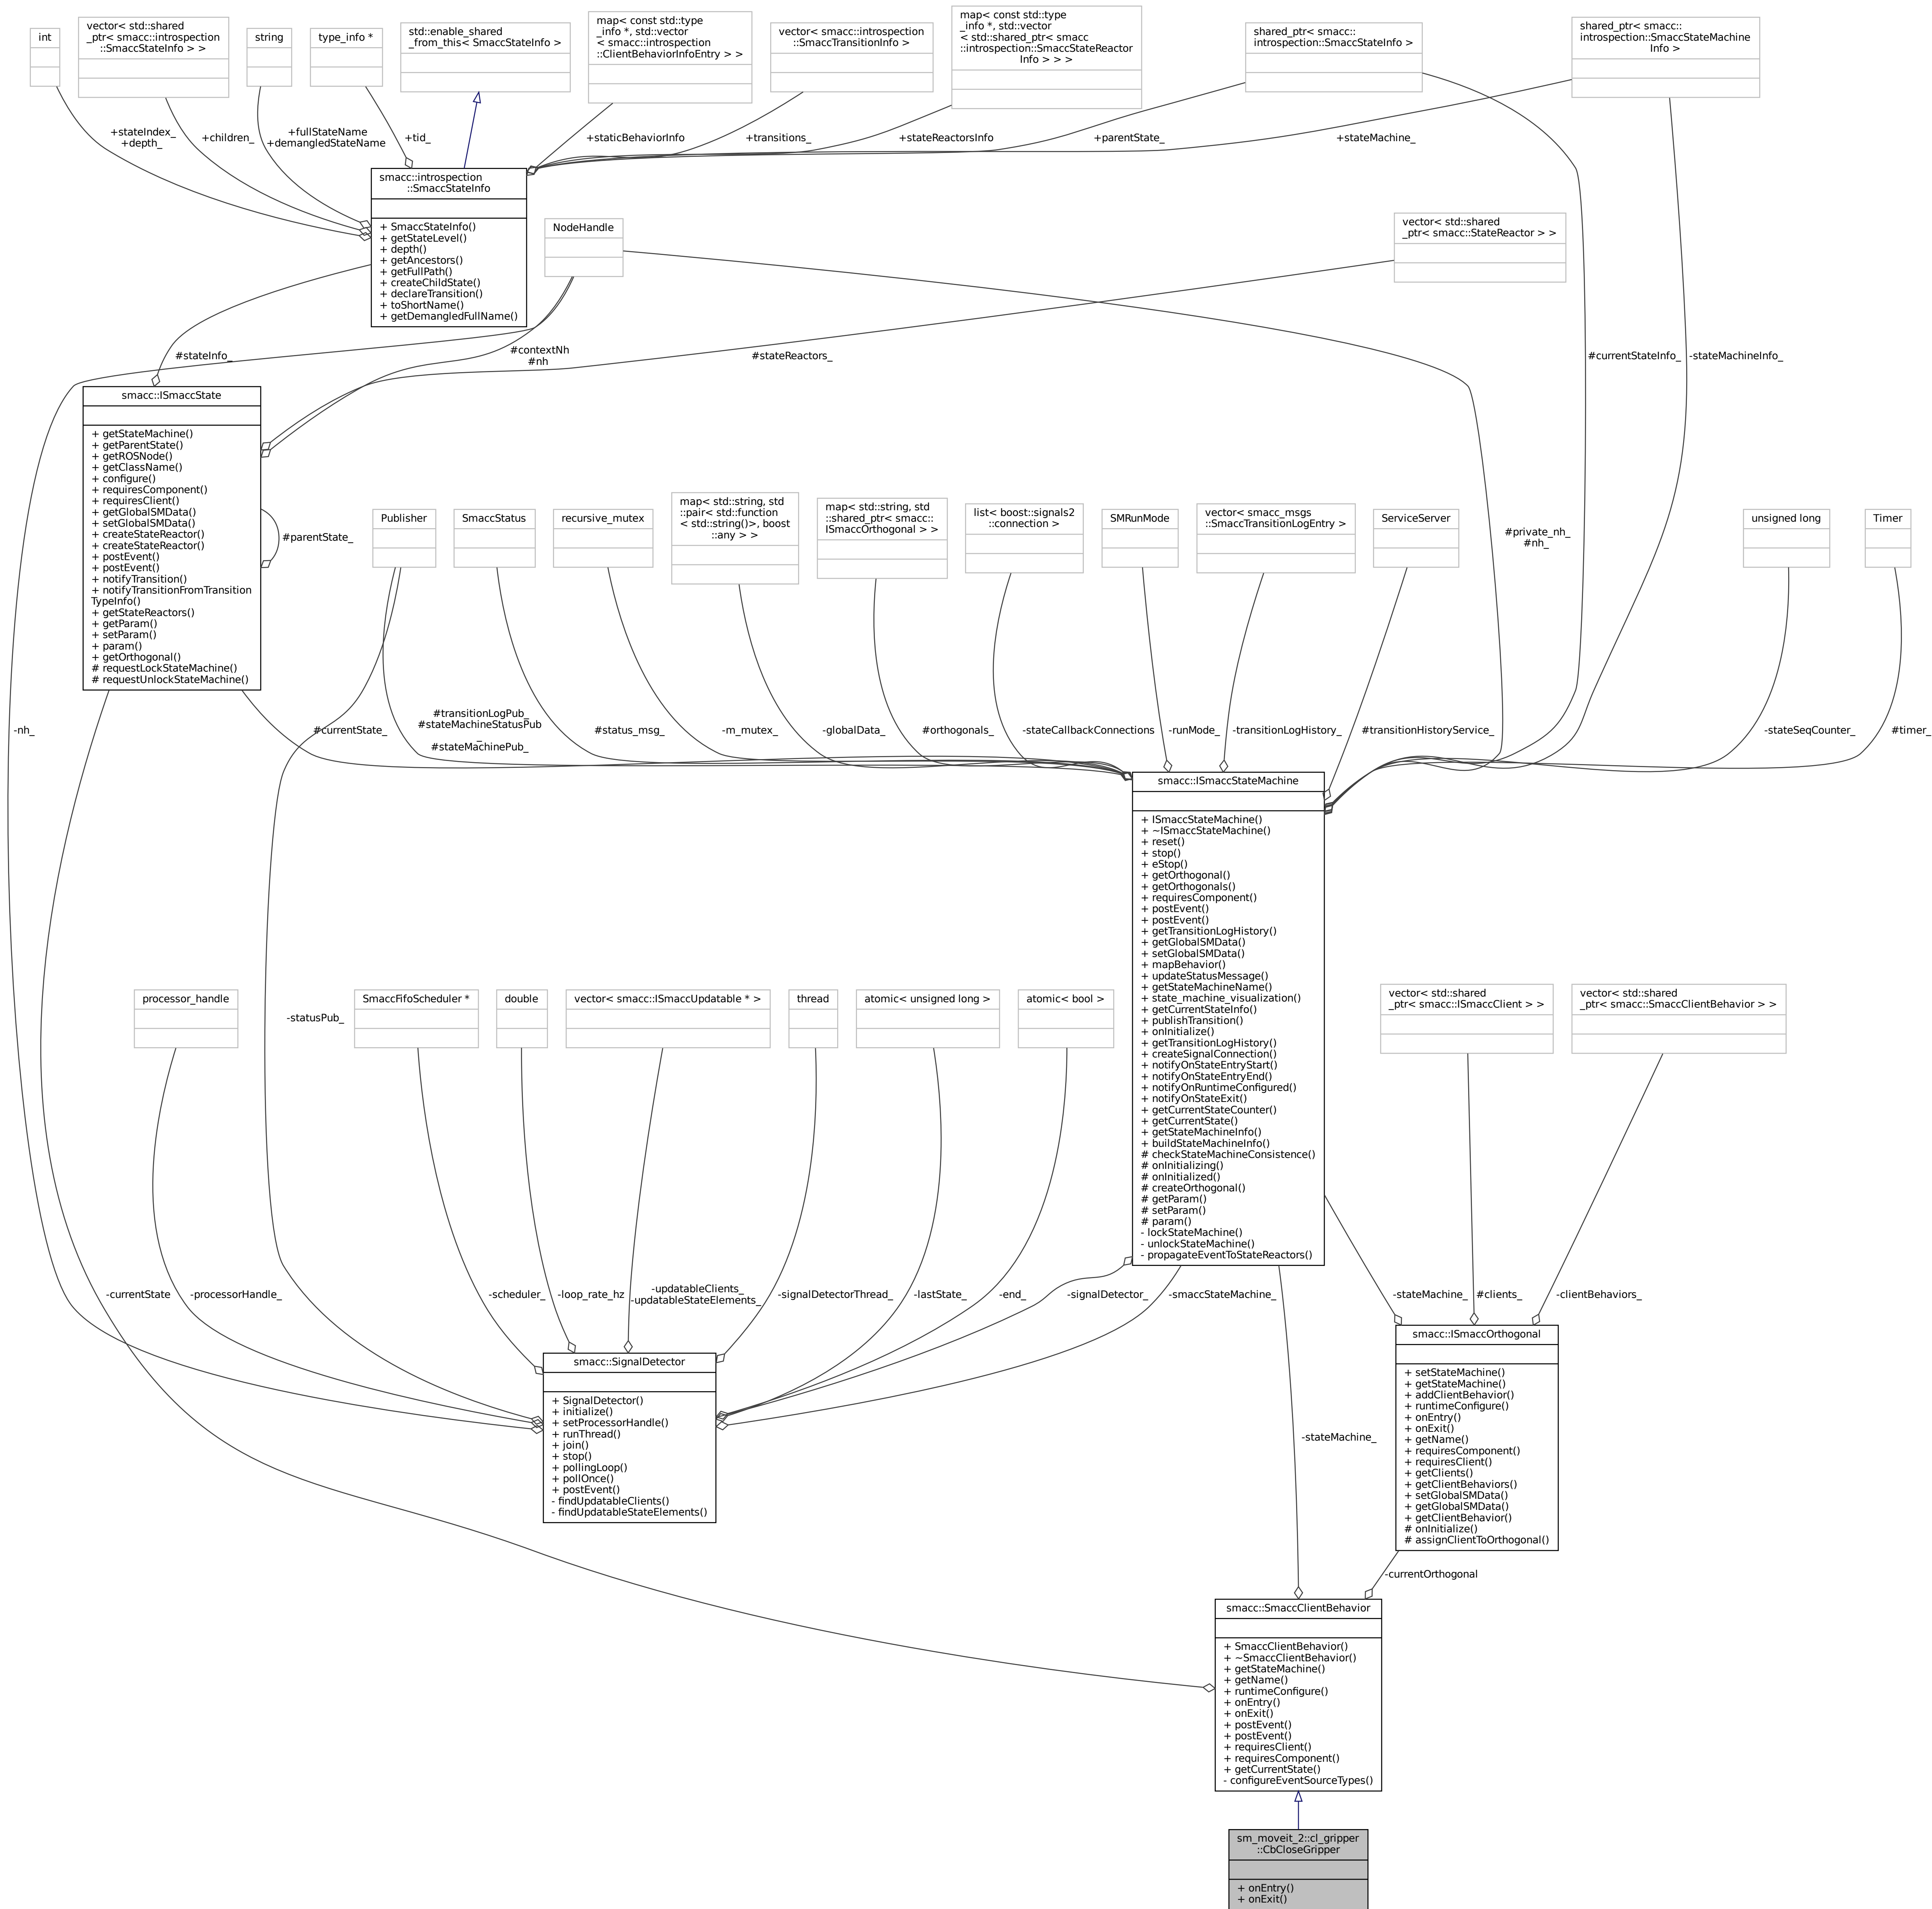 int
vector< std::shared
_ptr< smacc::introspection
::SmaccStateInfo > >
string
type_info *
std::enable_shared
_from_this< SmaccStateInfo >
map< const std::type
_info *, std::vector
< smacc::introspection
::ClientBehaviorInfoEntry > >
vector< smacc::introspection
::SmaccTransitionInfo >
map< const std::type
_info *, std::vector
< std::shared_ptr< smacc
::introspection::SmaccStateReactor
Info > > >
shared_ptr< smacc::
introspection::SmaccStateInfo >
shared_ptr< smacc::
introspection::SmaccStateMachine
Info >
+stateIndex_
+depth_
+children_
+fullStateName
+demangledStateName
+tid_
+staticBehaviorInfo
+transitions_
+stateReactorsInfo
+parentState_
+stateMachine_
smacc::introspection
::SmaccStateInfo
+ SmaccStateInfo()
+ getStateLevel()
+ depth()
+ getAncestors()
+ getFullPath()
+ createChildState()
+ declareTransition()
+ toShortName()
+ getDemangledFullName()
NodeHandle
vector< std::shared
_ptr< smacc::StateReactor > >
#stateInfo_
#contextNh
#nh
#stateReactors_
#currentStateInfo_
-stateMachineInfo_
smacc::ISmaccState
+ getStateMachine()
+ getParentState()
+ getROSNode()
+ getClassName()
+ configure()
+ requiresComponent()
+ requiresClient()
+ getGlobalSMData()
+ setGlobalSMData()
+ createStateReactor()
+ createStateReactor()
+ postEvent()
+ postEvent()
+ notifyTransition()
+ notifyTransitionFromTransition
TypeInfo()
+ getStateReactors()
+ getParam()
+ setParam()
+ param()
+ getOrthogonal()
# requestLockStateMachine()
# requestUnlockStateMachine()
#parentState_
Publisher
SmaccStatus
recursive_mutex
map< std::string, std
::pair< std::function
< std::string()>, boost
::any > >
map< std::string, std
::shared_ptr< smacc::
ISmaccOrthogonal > >
list< boost::signals2
::connection >
SMRunMode
vector< smacc_msgs
::SmaccTransitionLogEntry >
ServiceServer
#private_nh_
#nh_
unsigned long
Timer
-nh_
#currentState_
#transitionLogPub_
#stateMachineStatusPub
_
#stateMachinePub_
#status_msg_
-m_mutex_
-globalData_
#orthogonals_
-stateCallbackConnections
-runMode_
-transitionLogHistory_
#transitionHistoryService_
-stateSeqCounter_
#timer_
smacc::ISmaccStateMachine
+ ISmaccStateMachine()
+ ~ISmaccStateMachine()
+ reset()
+ stop()
+ eStop()
+ getOrthogonal()
+ getOrthogonals()
+ requiresComponent()
+ postEvent()
+ postEvent()
+ getTransitionLogHistory()
+ getGlobalSMData()
+ setGlobalSMData()
+ mapBehavior()
+ updateStatusMessage()
+ getStateMachineName()
+ state_machine_visualization()
+ getCurrentStateInfo()
+ publishTransition()
+ onInitialize()
+ getTransitionLogHistory()
+ createSignalConnection()
+ notifyOnStateEntryStart()
+ notifyOnStateEntryEnd()
+ notifyOnRuntimeConfigured()
+ notifyOnStateExit()
+ getCurrentStateCounter()
+ getCurrentState()
+ getStateMachineInfo()
+ buildStateMachineInfo()
# checkStateMachineConsistence()
# onInitializing()
# onInitialized()
# createOrthogonal()
# getParam()
# setParam()
# param()
- lockStateMachine()
- unlockStateMachine()
- propagateEventToStateReactors()
processor_handle
-statusPub_
SmaccFifoScheduler *
double
vector< smacc::ISmaccUpdatable * >
thread
atomic< unsigned long >
atomic< bool >
vector< std::shared
_ptr< smacc::ISmaccClient > >
vector< std::shared
_ptr< smacc::SmaccClientBehavior > >
-currentState
-processorHandle_
-scheduler_
-loop_rate_hz
-updatableClients_
-updatableStateElements_
-signalDetectorThread_
-lastState_
-end_
-signalDetector_
-smaccStateMachine_
-stateMachine_
#clients_
-clientBehaviors_
smacc::SignalDetector
+ SignalDetector()
+ initialize()
+ setProcessorHandle()
+ runThread()
+ join()
+ stop()
+ pollingLoop()
+ pollOnce()
+ postEvent()
- findUpdatableClients()
- findUpdatableStateElements()
-stateMachine_
smacc::ISmaccOrthogonal
+ setStateMachine()
+ getStateMachine()
+ addClientBehavior()
+ runtimeConfigure()
+ onEntry()
+ onExit()
+ getName()
+ requiresComponent()
+ requiresClient()
+ getClients()
+ getClientBehaviors()
+ setGlobalSMData()
+ getGlobalSMData()
+ getClientBehavior()
# onInitialize()
# assignClientToOrthogonal()
-currentOrthogonal
smacc::SmaccClientBehavior
+ SmaccClientBehavior()
+ ~SmaccClientBehavior()
+ getStateMachine()
+ getName()
+ runtimeConfigure()
+ onEntry()
+ onExit()
+ postEvent()
+ postEvent()
+ requiresClient()
+ requiresComponent()
+ getCurrentState()
- configureEventSourceTypes()
sm_moveit_2::cl_gripper
::CbCloseGripper
+ onEntry()
+ onExit()